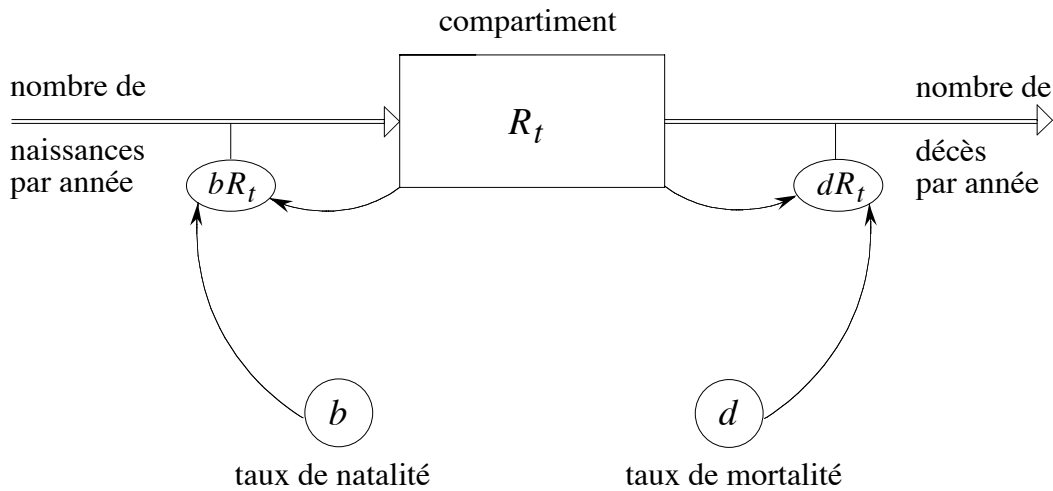 compartiment
nombre de
naissances
par année
R_t
nombre de
décès
par année
bR_t
dR_t
b
d
taux de natalité
taux de mortalité